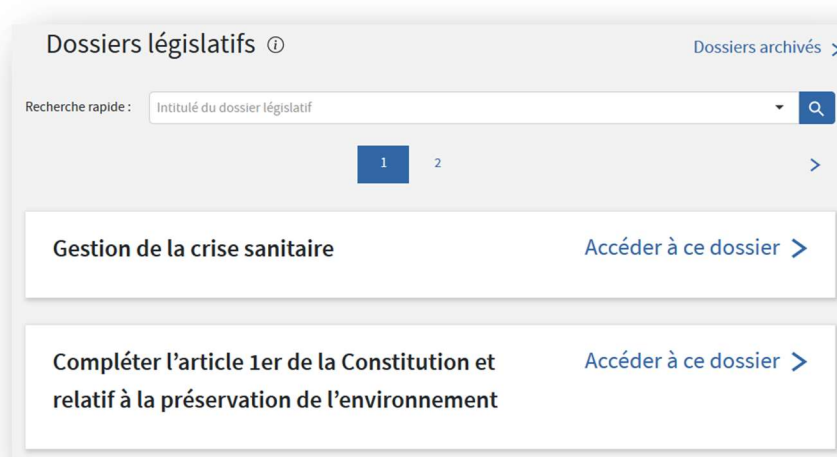 Dossiers législatifs
Dossiers archivés
Recherche rapide :
Intitulé du dossier législatif
1 2
Gestion de la crise sanitaire
Accéder à ce dossier
Compléter l’article 1er de la Constitution et
relatif à la préservation de l’environnement
Accéder à ce dossier